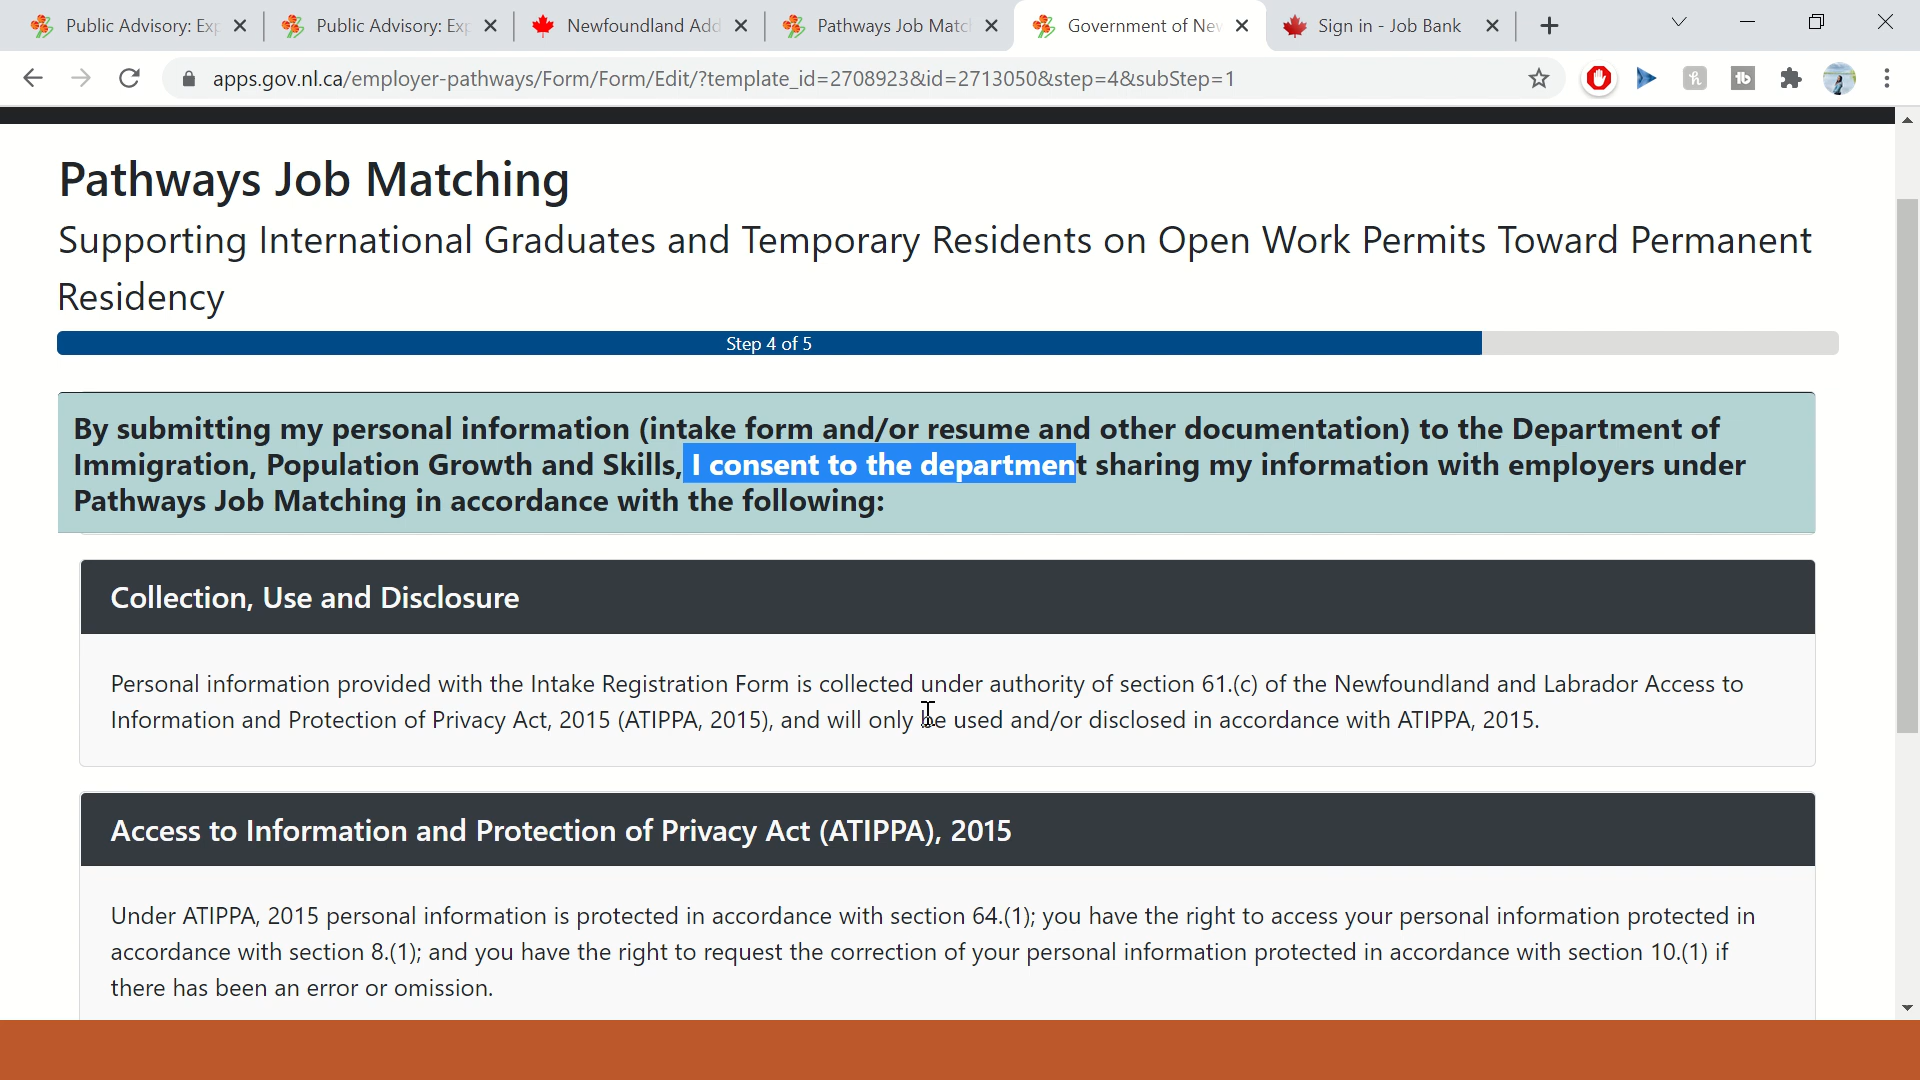 Public Advisory: Ex
Public Advisory: Ex
Newfoundland Add
Pathways Job Matc
Government of Ne
Sign in - Job Bank
apps.gov.nl.ca/employer-pathways/Form/Form/Edit/?template_id=2708923&id=2713050&step=4&subStep=1
Pathways Job Matching
Supporting International Graduates and Temporary Residents on Open Work Permits Toward Permanent
Residency
Step 4 of 5
By submitting my personal information (intake form and/or resume and other documentation) to the Department of
Immigration, Population Growth and Skills, I consent to the department sharing my information with employers under
Pathways Job Matching in accordance with the following:
Collection, Use and Disclosure
Personal information provided with the Intake Registration Form is collected under authority of section 61.(c) of the Newfoundland and Labrador Access to
Information and Protection of Privacy Act, 2015 (ATIPPA, 2015), and will only be used and/or disclosed in accordance with ATIPPA, 2015.
Access to Information and Protection of Privacy Act (ATIPPA), 2015
Under ATIPPA, 2015 personal information is protected in accordance with section 64.(1); you have the right to access your personal information protected in
accordance with section 8.(1); and you have the right to request the correction of your personal information protected in accordance with section 10.(1) if
there has been an error or omission.